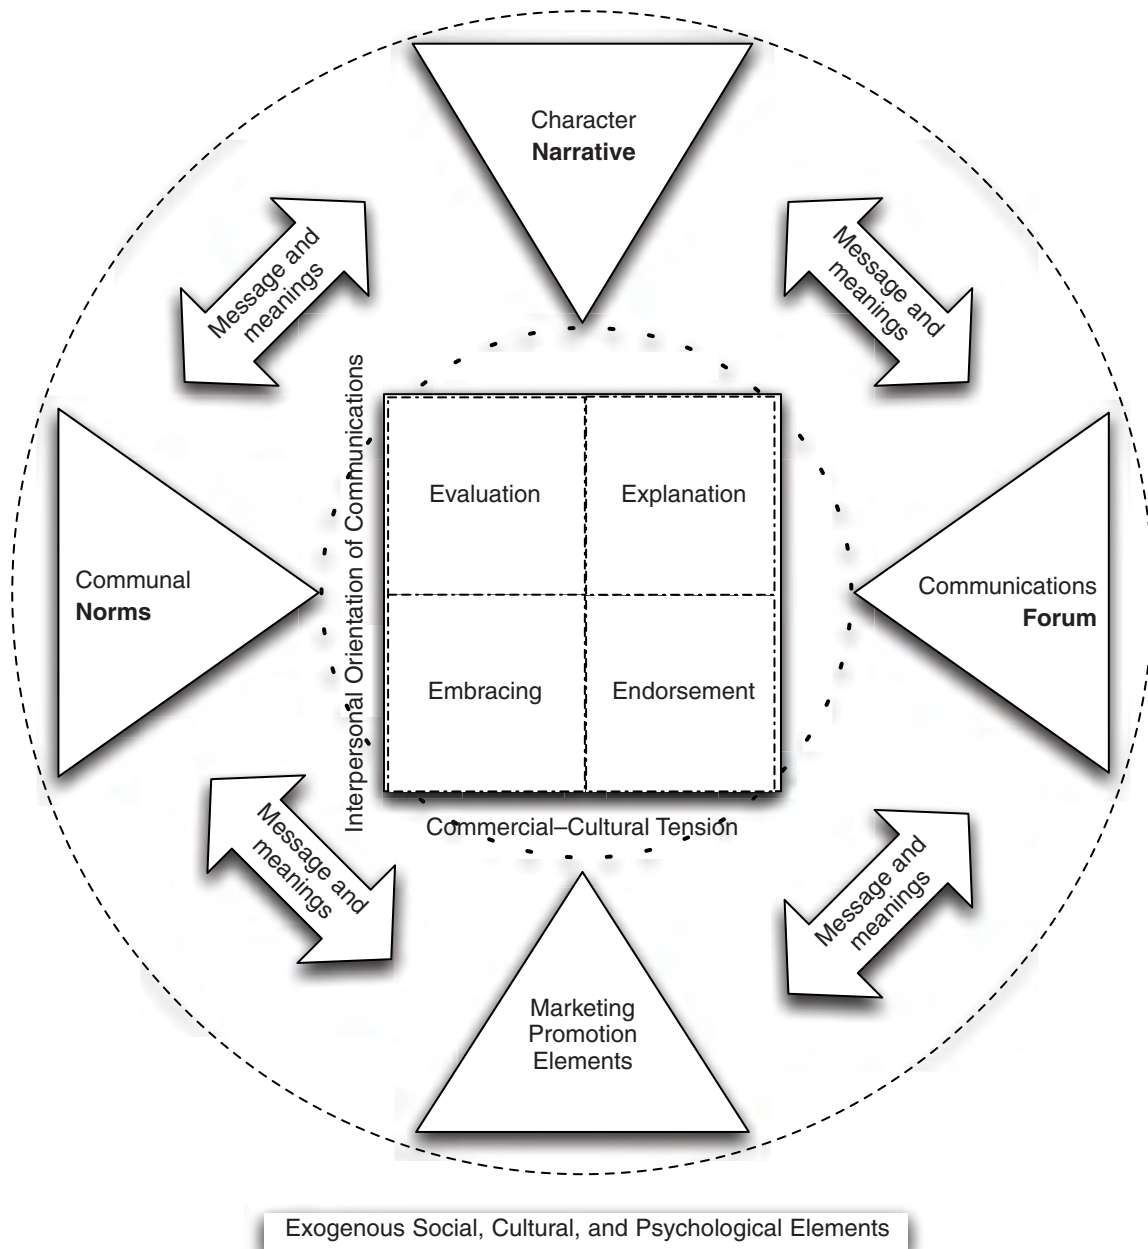 Character
Narrative
Message and
meanings
Message and
meanings
Interpersonal Orientation of Communications
Evaluation
Explanation
Communal
Norms
Communications
Forum
Embracing
Endorsement
Commercial–Cultural Tension
Message and
meanings
Message and
meanings
Marketing
Promotion
Elements
Exogenous Social, Cultural, and Psychological Elements